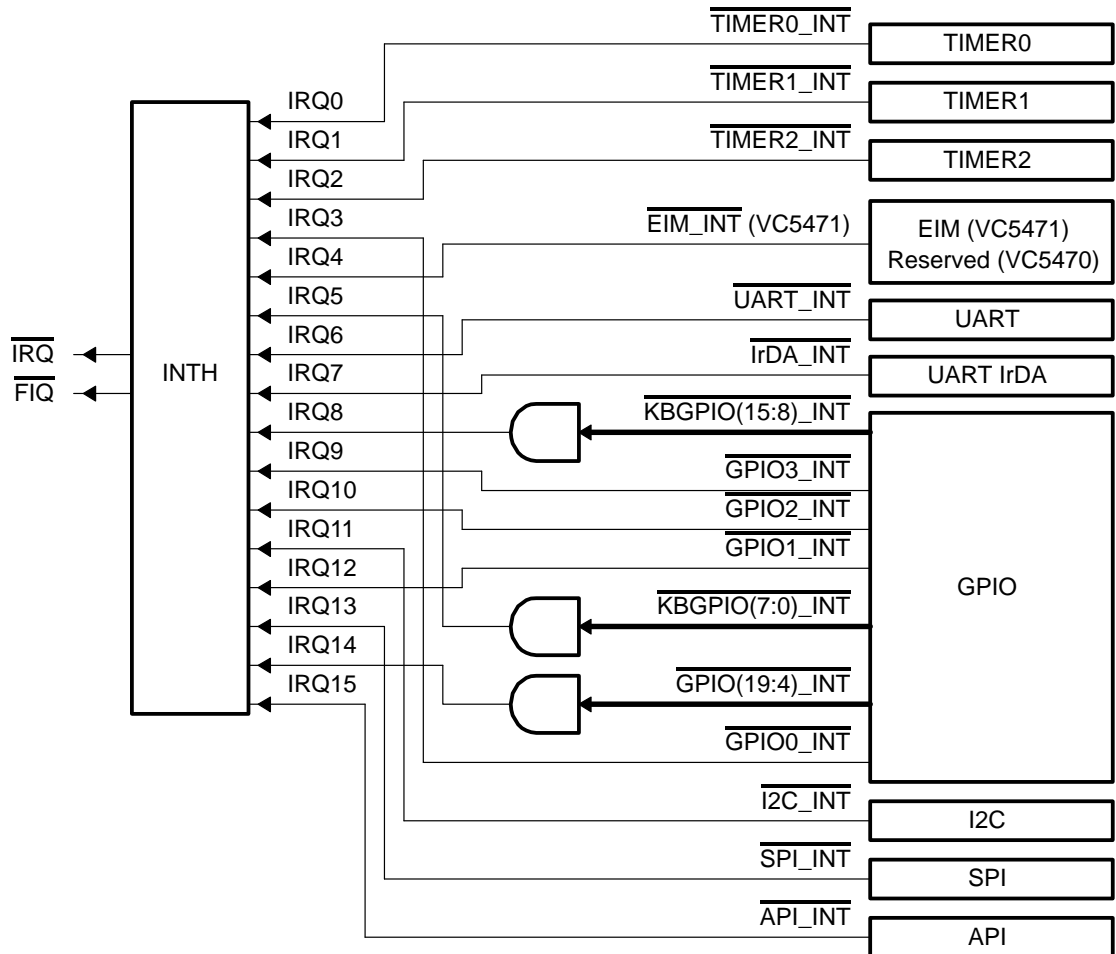 TIMER0_INT
TIMER0
TIMER1_INT
TIMER1
IRQ0
IRQ1
TIMER2_INT
TIMER2
IRQ2
IRQ3
EIM_INT (VC5471)
EIM (VC5471)
Reserved (VC5470)
IRQ4
IRQ5
UART_INT
UART
IRQ6
IRQ
IrDA_INT
UART IrDA
INTH
IRQ7
FIQ
IRQ8
KBGPIO(15:8)_INT
IRQ9
GPIO3_INT
IRQ10
GPIO2_INT
IRQ11
GPIO1_INT
IRQ12
GPIO
IRQ13
KBGPIO(7:0)_INT
IRQ14
IRQ15
GPIO(19:4)_INT
GPIO0_INT
I2C_INT
I2C
SPI_INT
SPI
API_INT
API